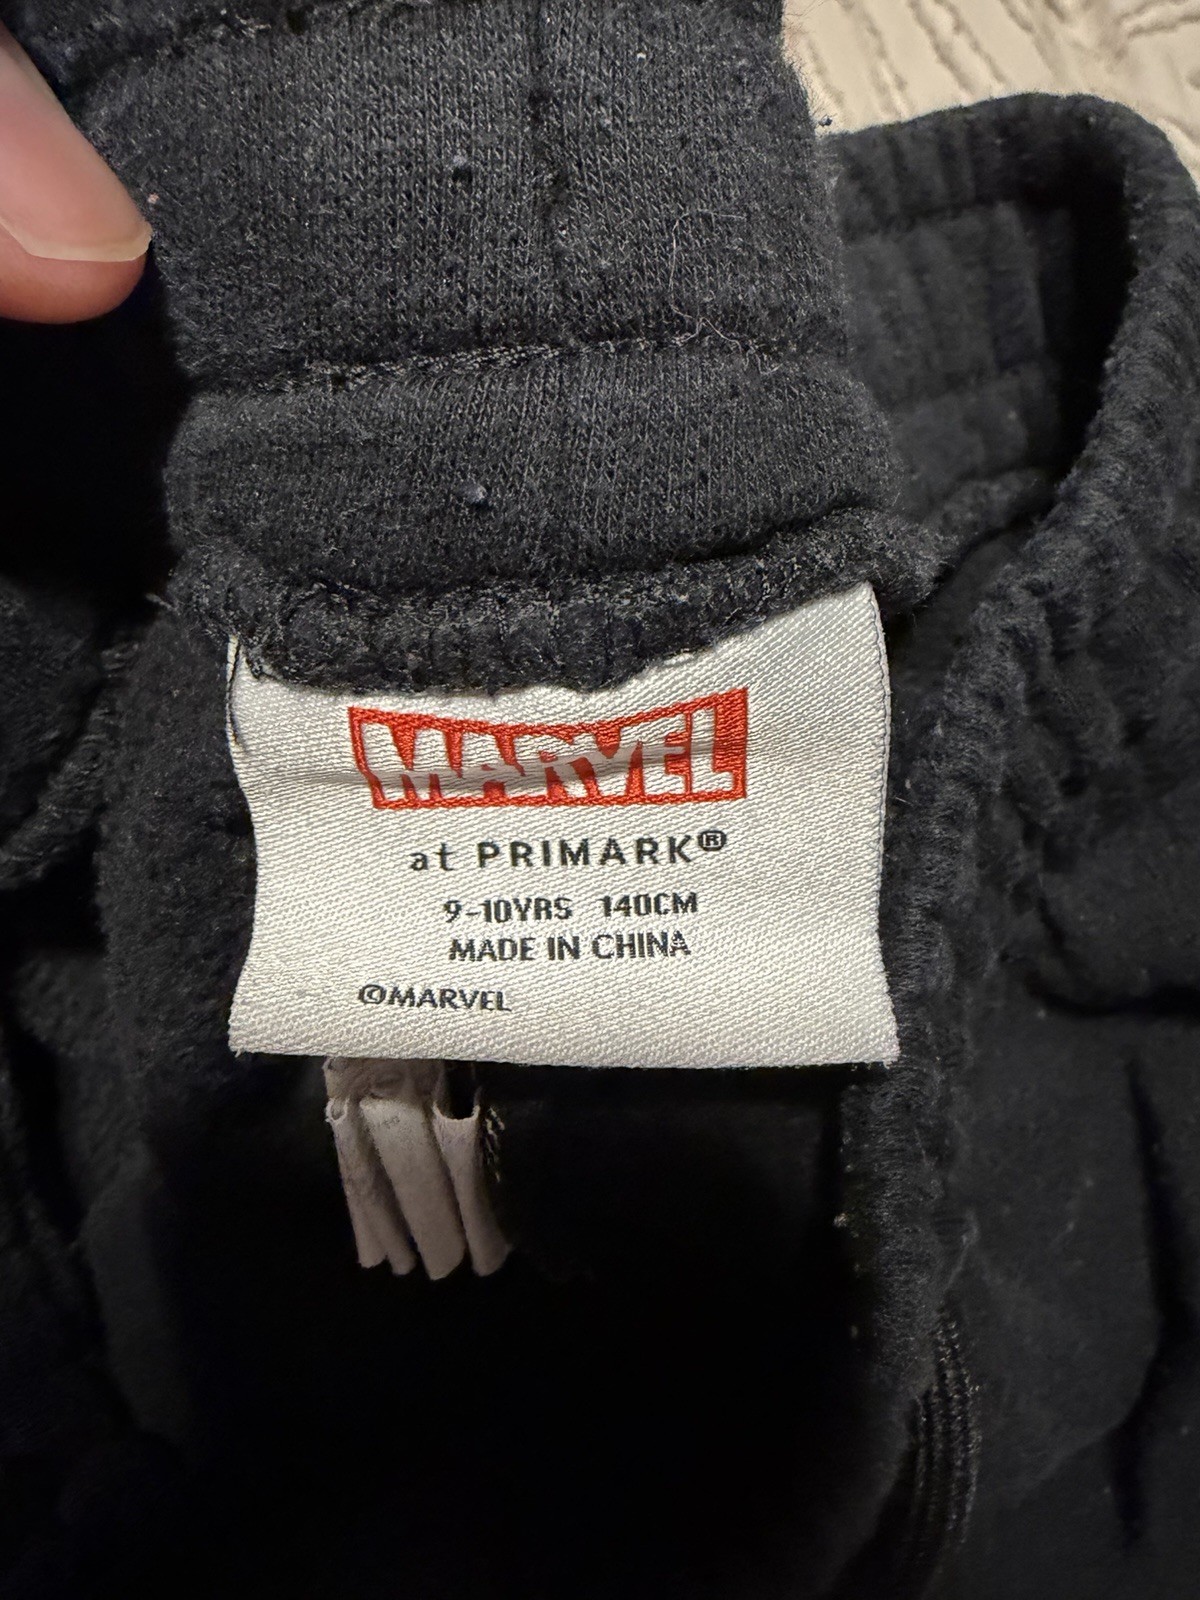 MARVEL
at PRIMARK®
9-10YRS 140CM
MADE IN CHINA
©MARVEL